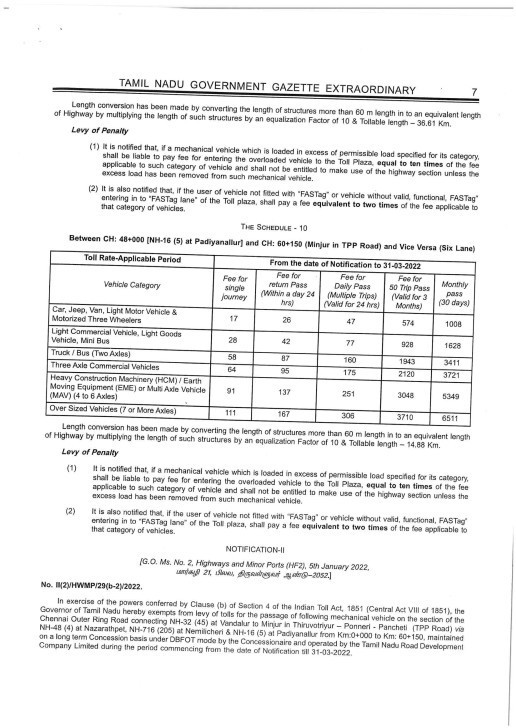 TAMIL NADU GOVERNMENT GAZETTE EXTRAORDINARY 7
Length conversion has been made by converting the length of structures more than 60 m length in to an equivalent length
of Highway by multiplying the length of such structures by an equalization Factor of 10 & Tollable length – 36.61 Km.
Levy of Penalty
(1) It is notified that, if a mechanical vehicle which is loaded in excess of permissible load specified for its category,
shall be liable to pay fee for entering the overloaded vehicle to the Toll Plaza, equal to ten times of the fee
applicable to such category of vehicle and shall not be entitled to make use of the highway section unless the
excess load has been removed from such mechanical vehicle.
(2) It is also notified that, if the user of vehicle not fitted with "FASTag" or vehicle without valid, functional, FASTag"
entering in to "FASTag lane" of the Toll plaza, shall pay a fee equivalent to two times of the fee applicable to
that category of vehicles.
THE SCHEDULE - 10
Between CH: 48+000 [NH-16 (5) at Padiyanallur] and CH: 60+150 (Minjur in TPP Road) and Vice Versa (Six Lane)
Toll Rate-Applicable Period From the date of Notification to 31-03-2022
Vehicle Category Fee for single journey Fee for return Pass (Within a day 24 hrs) Fee for Daily Pass (Multiple Trips) (Valid for 24 hrs) Fee for 50 Trip Pass (Valid for 3 Months) Monthly pass (30 days)
Car, Jeep, Van, Light Motor Vehicle &
Motorized Three Wheelers 17 26 47 574 1008
Light Commercial Vehicle, Light Goods
Vehicle, Mini Bus 28 42 77 928 1628
Truck / Bus (Two Axles) 58 87 160 1943 3411
Three Axle Commercial Vehicles 64 95 175 2120 3721
Heavy Construction Machinery (HCM) / Earth
Moving Equipment (EME) or Multi Axle Vehicle
(MAV) (4 to 6 Axles) 91 137 251 3048 5349
Over Sized Vehicles (7 or More Axles) 111 167 306 3710 6511
Length conversion has been made by converting the length of structures more than 60 m length in to an equivalent length
of Highway by multiplying the length of such structures by an equalization Factor of 10 & Tollable length – 14.88 Km.
Levy of Penalty
(1) It is notified that, if a mechanical vehicle which is loaded in excess of permissible load specified for its category,
shall be liable to pay fee for entering the overloaded vehicle to the Toll Plaza, equal to ten times of the fee
applicable to such category of vehicle and shall not be entitled to make use of the highway section unless the
excess load has been removed from such mechanical vehicle.
(2) It is also notified that, if the user of vehicle not fitted with "FASTag" or vehicle without valid, functional, FASTag"
entering in to "FASTag lane" of the Toll plaza, shall pay a fee equivalent to two times of the fee applicable to
that category of vehicles.
NOTIFICATION-II
[G.O. Ms. No. 2, Highways and Minor Ports (HF2), 5th January 2022,
மார்கழி 21, பிலவ, திருவள்ளுவர் ஆண்டு–2052.]
No. II(2)/HWMP/29(b-2)/2022.
In exercise of the powers conferred by Clause (b) of Section 4 of the Indian Toll Act, 1851 (Central Act VIII of 1851), the
Governor of Tamil Nadu hereby exempts from levy of tolls for the passage of following mechanical vehicle on the section of the
Chennai Outer Ring Road connecting NH-32 (45) at Vandalur to Minjur in Thiruvotriyur – Ponneri - Pancheti (TPP Road) via
NH-48 (4) at Nazarathpet, NH-716 (205) at Nemilicheri & NH-16 (5) at Padiyanallur from Km:0+000 to Km: 60+150, maintained
on a long term Concession basis under DBFOT mode by the Concessionaire and operated by the Tamil Nadu Road Development
Company Limited during the period commencing from the date of Notification till 31-03-2022.